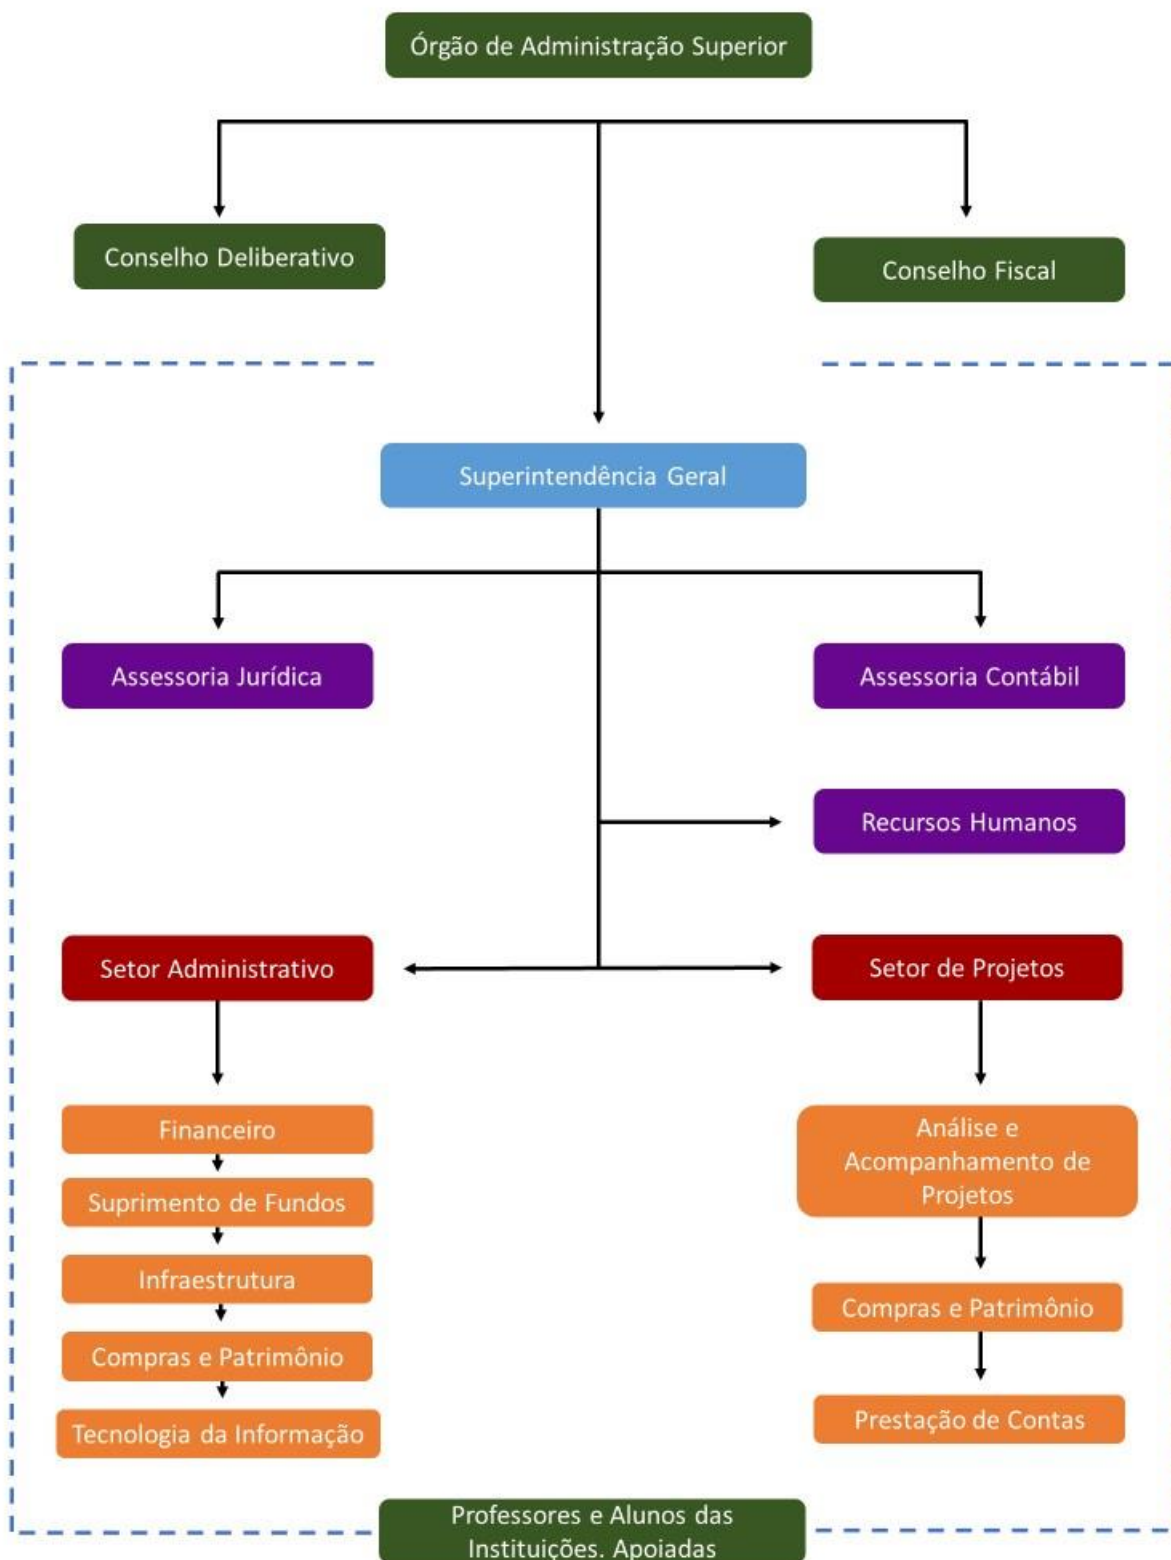 Órgão de Administração Superior
Conselho Deliberativo
Conselho Fiscal
Superintendência Geral
Assessoria Jurídica
Assessoria Contábil
Recursos Humanos
Setor Administrativo
Setor de Projetos
Financeiro
Suprimento de Fundos
Infraestrutura
Compras e Patrimônio
Tecnologia da Informação
Análise e
Acompanhamento de
Projetos
Compras e Patrimônio
Prestação de Contas
Professores e Alunos das
Instituições. Apoiadas